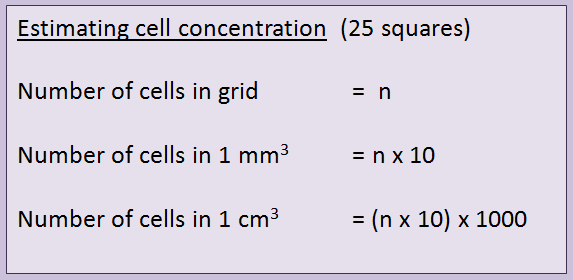 Estimating cell concentration (25 squares)
Number of cells in grid = n
Number of cells in 1 mm³ = n x 10
Number of cells in 1 cm³ = (n x 10) x 1000